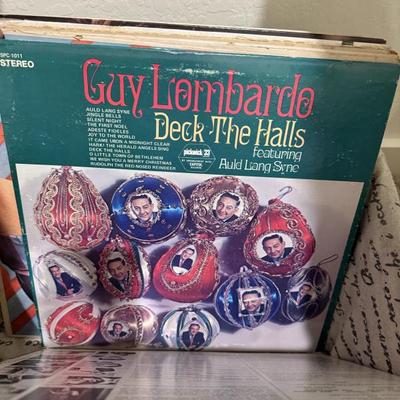 SPC-1011
STEREO
Guy Lombardo
Deck The Halls
featuring
Auld Lang Syne
AULD LANG SYNE
JINGLE BELLS
SILENT NIGHT
THE FIRST NOEL
ADESTE FIDELES
JOY TO THE WORLD
IT CAME UPON A MIDNIGHT CLEAR
HARK! THE HERALD ANGELS SING
DECK THE HALLS
O LITTLE TOWN OF BETHLEHEM
WE WISH YOU A MERRY CHRISTMAS
RUDOLPH THE RED-NOSED REINDEER
pickwick 33
CAPITOL